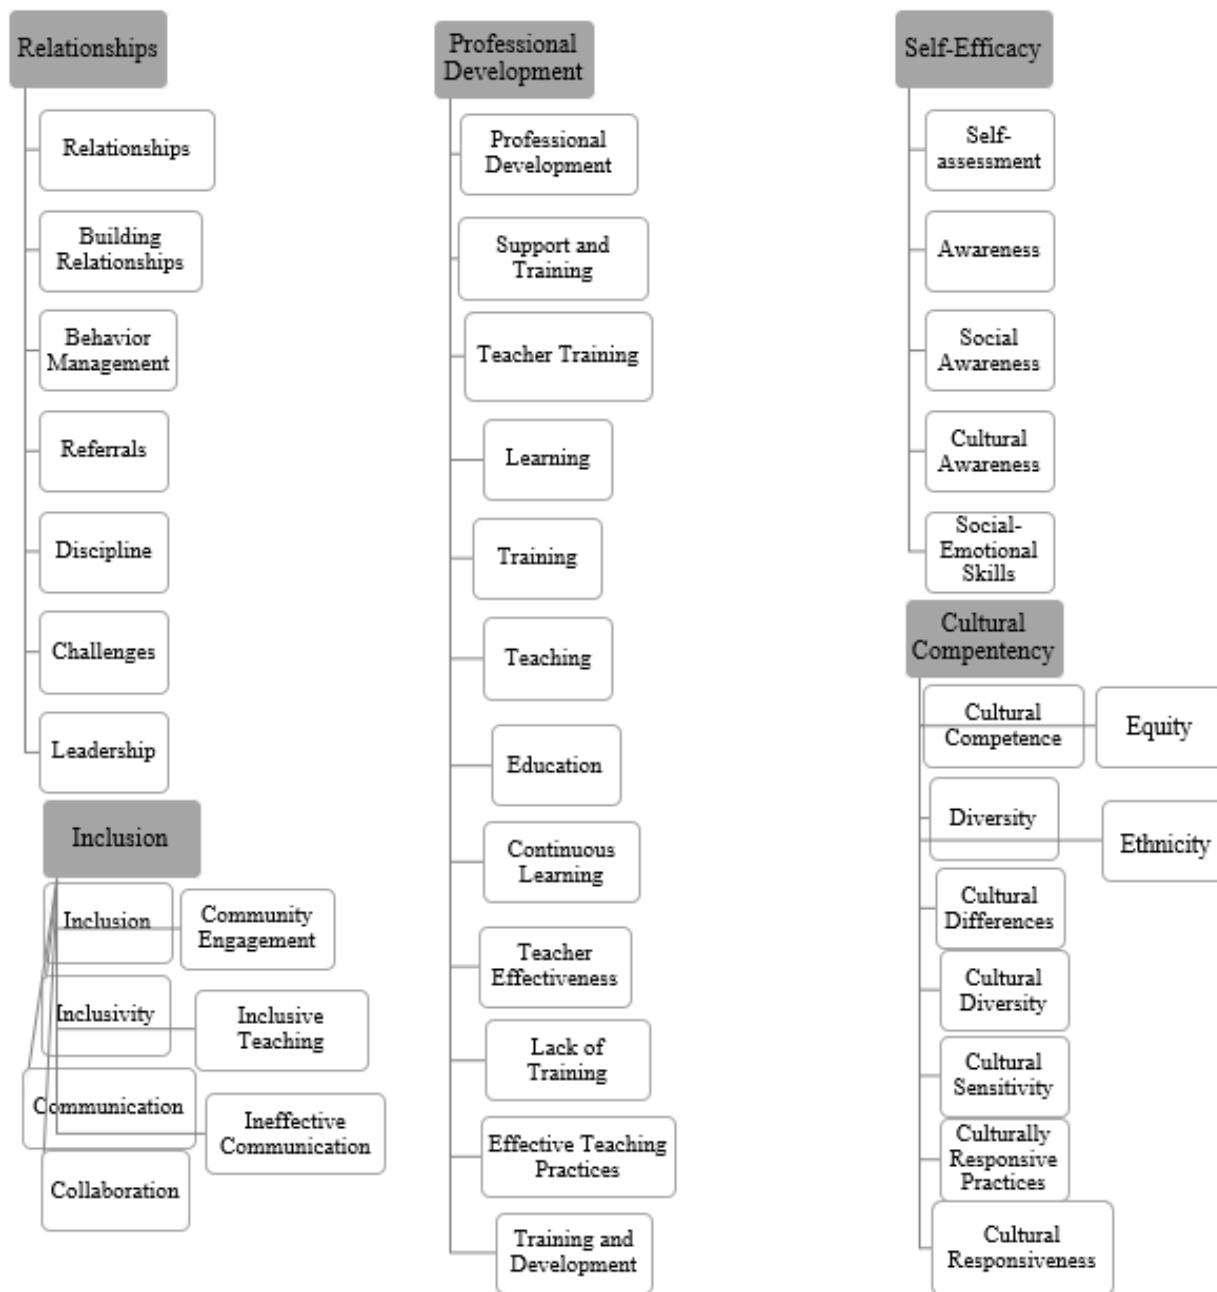 Relationships
Relationships
Building
Relationships
Behavior
Management
Referrals
Discipline
Challenges
Leadership
Inclusion
Inclusion
Community
Engagement
Inclusivity
Inclusive
Teaching
Communication
Ineffective
Communication
Collaboration
Professional
Development
Professional
Development
Support and
Training
Teacher Training
Learning
Training
Teaching
Education
Continuous
Learning
Teacher
Effectiveness
Lack of
Training
Effective Teaching
Practices
Training and
Development
Self-Efficacy
Self-
assessment
Awareness
Social
Awareness
Cultural
Awareness
Social-
Emotional
Skills
Cultural
Compentency
Cultural
Competence
Equity
Diversity
Ethnicity
Cultural
Differences
Cultural
Diversity
Cultural
Sensitivity
Culturally
Responsive
Practices
Cultural
Responsiveness